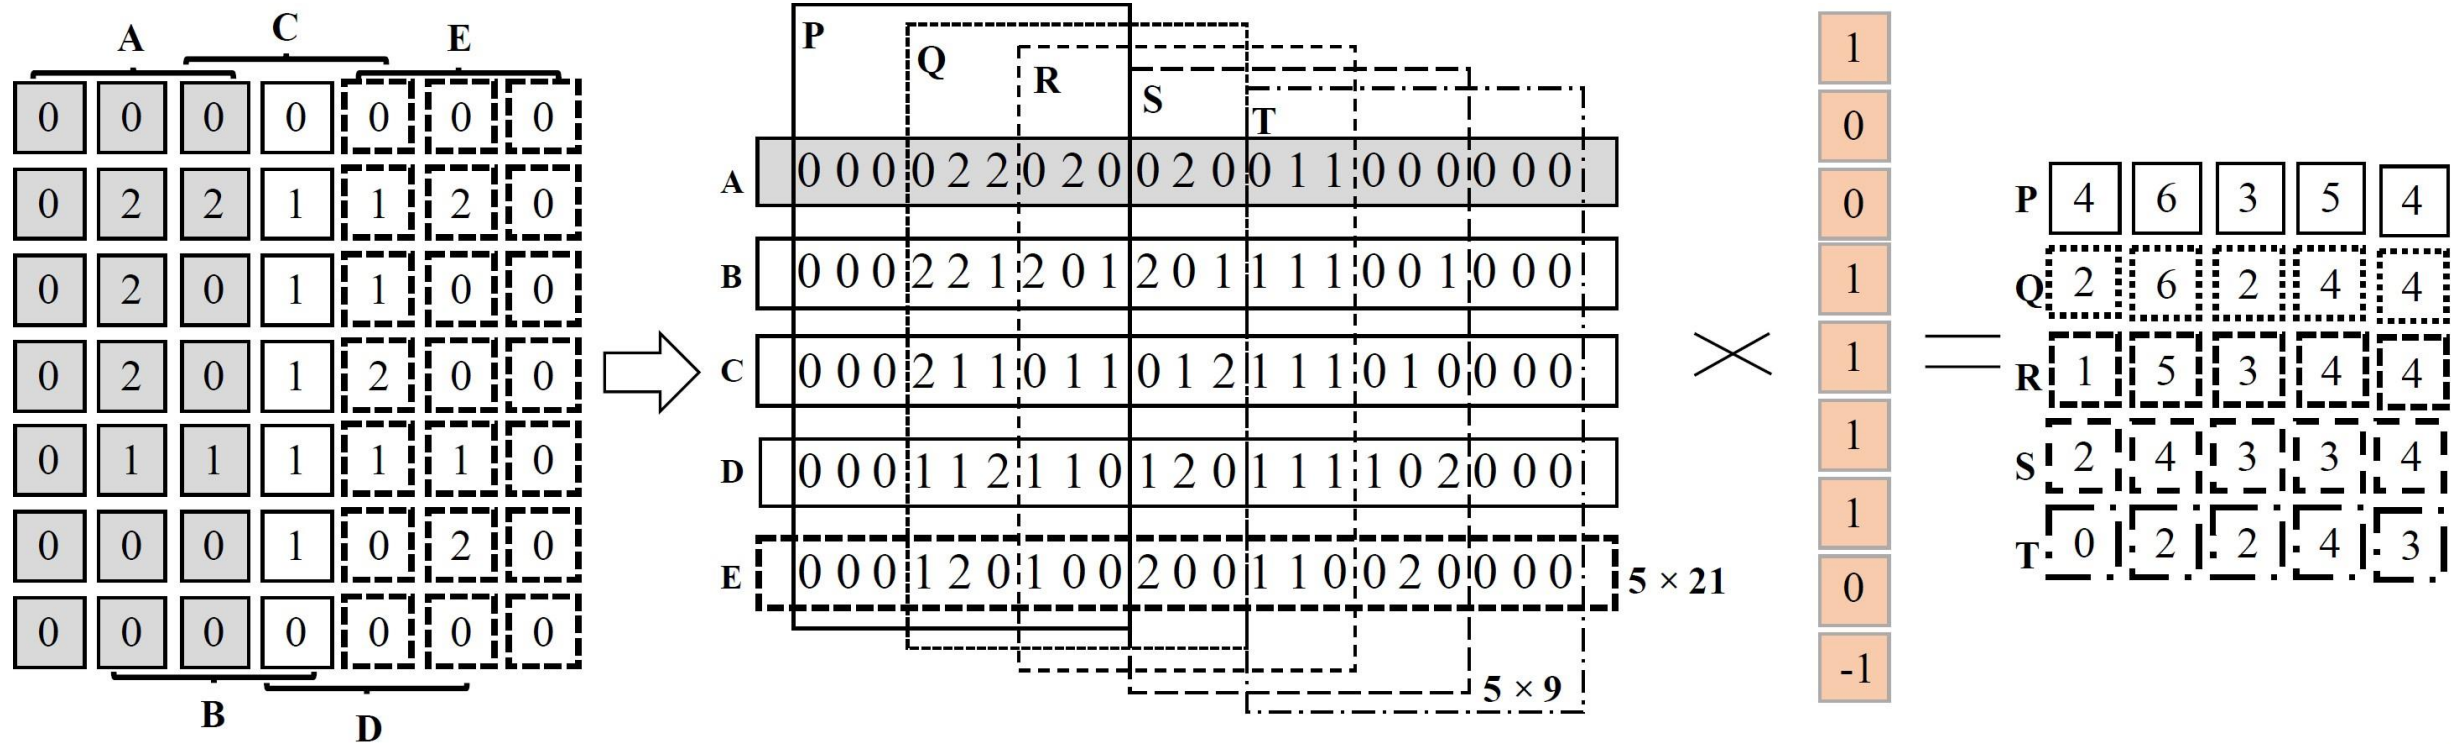 A C E
0 0 0 0 0 0 0
0 2 2 1 1 2 0
0 2 0 1 1 0 0
0 2 0 1 2 0 0
0 1 1 1 1 1 0
0 0 0 1 0 2 0
0 0 0 0 0 0 0
B D
P
Q
R
S
T
A 0 0 0 0 2 2 0 2 0 0 2 0 0 1 1 0 0 0 0 0 0
B 0 0 0 2 2 1 2 0 1 2 0 1 1 1 1 0 0 1 0 0 0
C 0 0 0 2 1 1 0 1 1 0 1 2 1 1 1 0 1 0 0 0 0
D 0 0 0 1 1 2 1 1 0 1 2 0 1 1 1 1 0 2 0 0 0
E 0 0 0 1 2 0 1 0 0 2 0 0 1 1 0 0 2 0 0 0 0
5 × 21
5 × 9
×
1
0
0
1
1
1
1
0
-1
=
P 4 6 3 5 4
Q 2 6 2 4 4
R 1 5 3 4 4
S 2 4 3 3 4
T 0 2 2 4 3